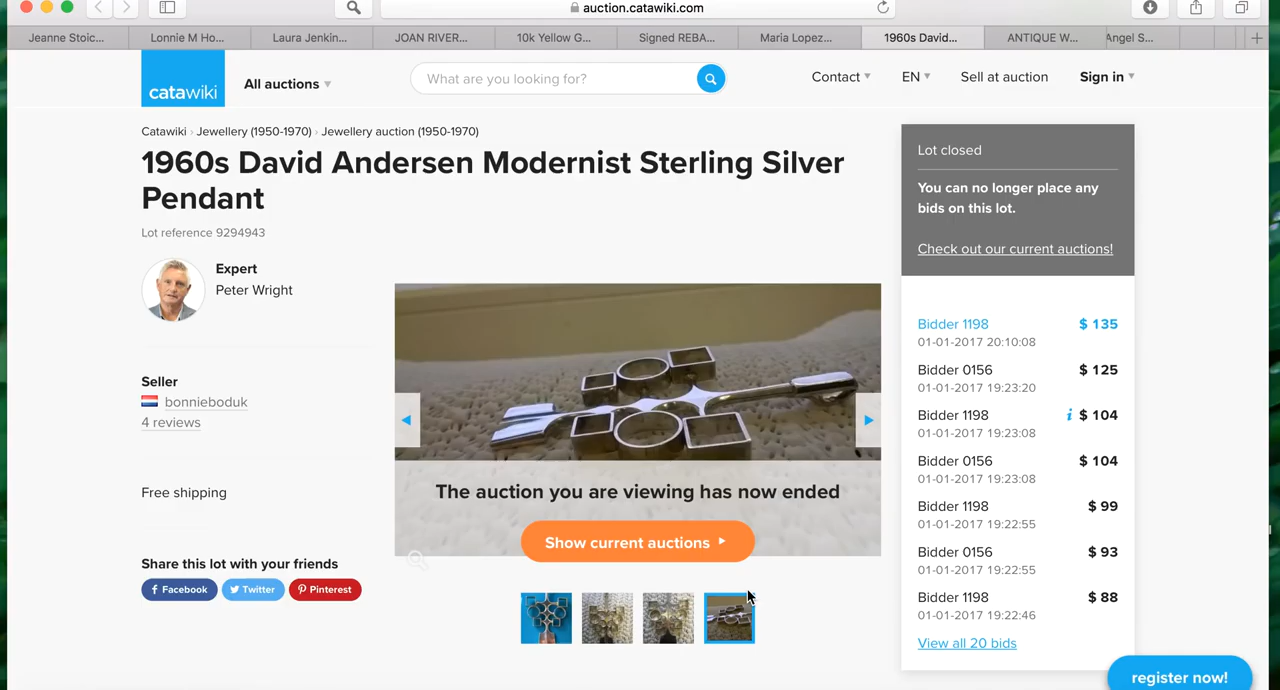 auction.catawiki.com
Jeanne Stoic...
Lonnie M Ho...
Laura Jenkin...
JOAN RIVER...
10k Yellow G...
Signed REBA...
Maria Lopez...
1960s David...
ANTIQUE W...
Angel S...
catawiki
All auctions
What are you looking for?
Contact
EN
Sell at auction
Sign in
Catawiki › Jewellery (1950-1970) › Jewellery auction (1950-1970)
1960s David Andersen Modernist Sterling Silver
Pendant
Lot reference 9294943
Expert
Peter Wright
Seller
bonnieboduk
4 reviews
Free shipping
Share this lot with your friends
Facebook
Twitter
Pinterest
The auction you are viewing has now ended
Show current auctions
Lot closed
You can no longer place any
bids on this lot.
Check out our current auctions!
Bidder 1198 $ 135
01-01-2017 20:10:08
Bidder 0156 $ 125
01-01-2017 19:23:20
Bidder 1198 i $ 104
01-01-2017 19:23:08
Bidder 0156 $ 104
01-01-2017 19:23:08
Bidder 1198 $ 99
01-01-2017 19:22:55
Bidder 0156 $ 93
01-01-2017 19:22:55
Bidder 1198 $ 88
01-01-2017 19:22:46
View all 20 bids
register now!